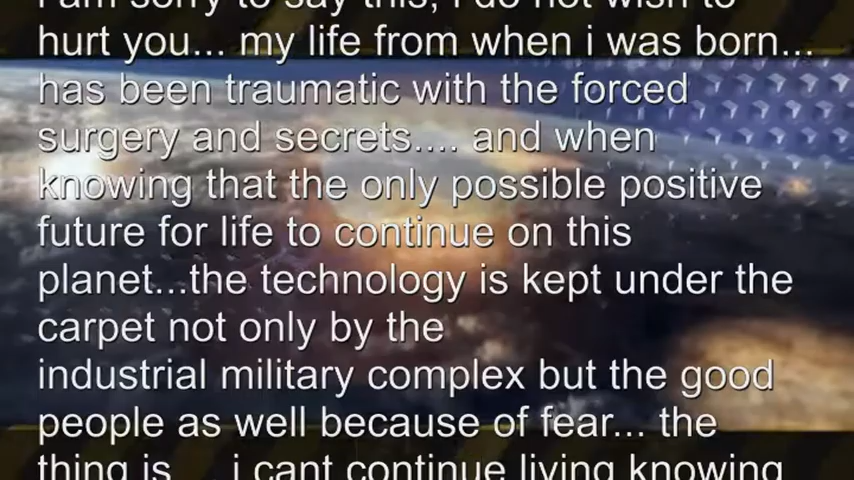 i am sorry to say this, i do not wish to
hurt you... my life from when i was born...
has been traumatic with the forced
surgery and secrets.... and when
knowing that the only possible positive
future for life to continue on this
planet...the technology is kept under the
carpet not only by the
industrial military complex but the good
people as well because of fear... the
thing is.... i cant continue living knowing